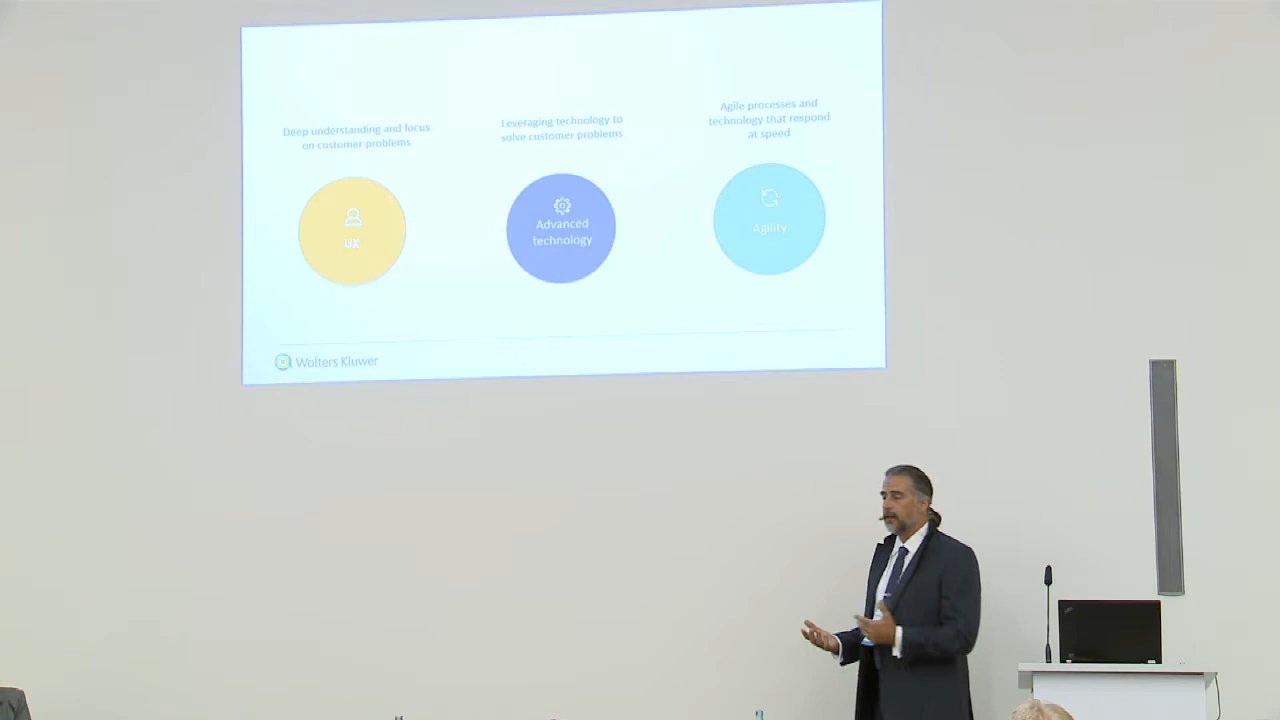 Deep understanding and focus
on customer problems
UX
Leveraging technology to
solve customer problems
Advanced
technology
Agile processes and
technology that respond
at speed
Agility
Wolters Kluwer